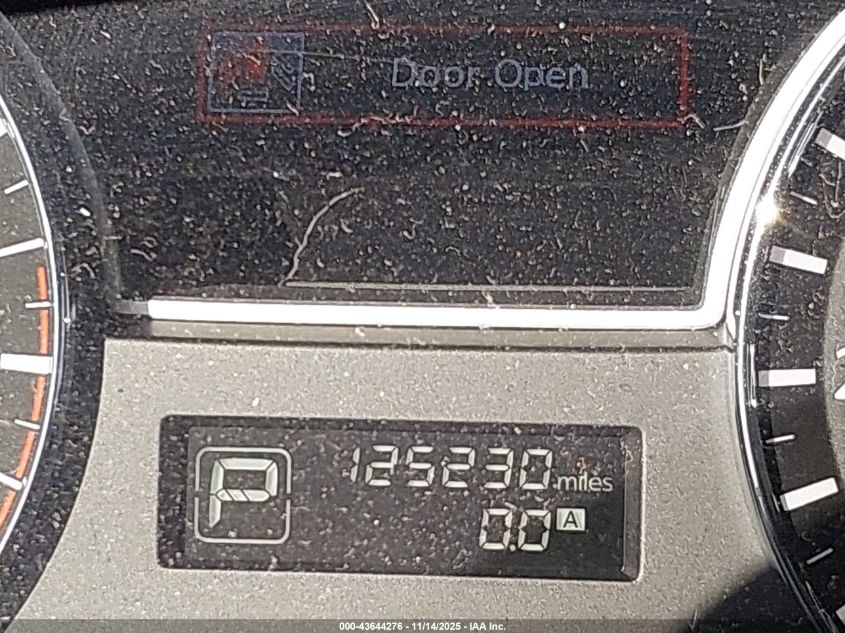 Door Open
P
125230 miles
0.0 A
000-43644276 - 11/14/2025 - IAA Inc.